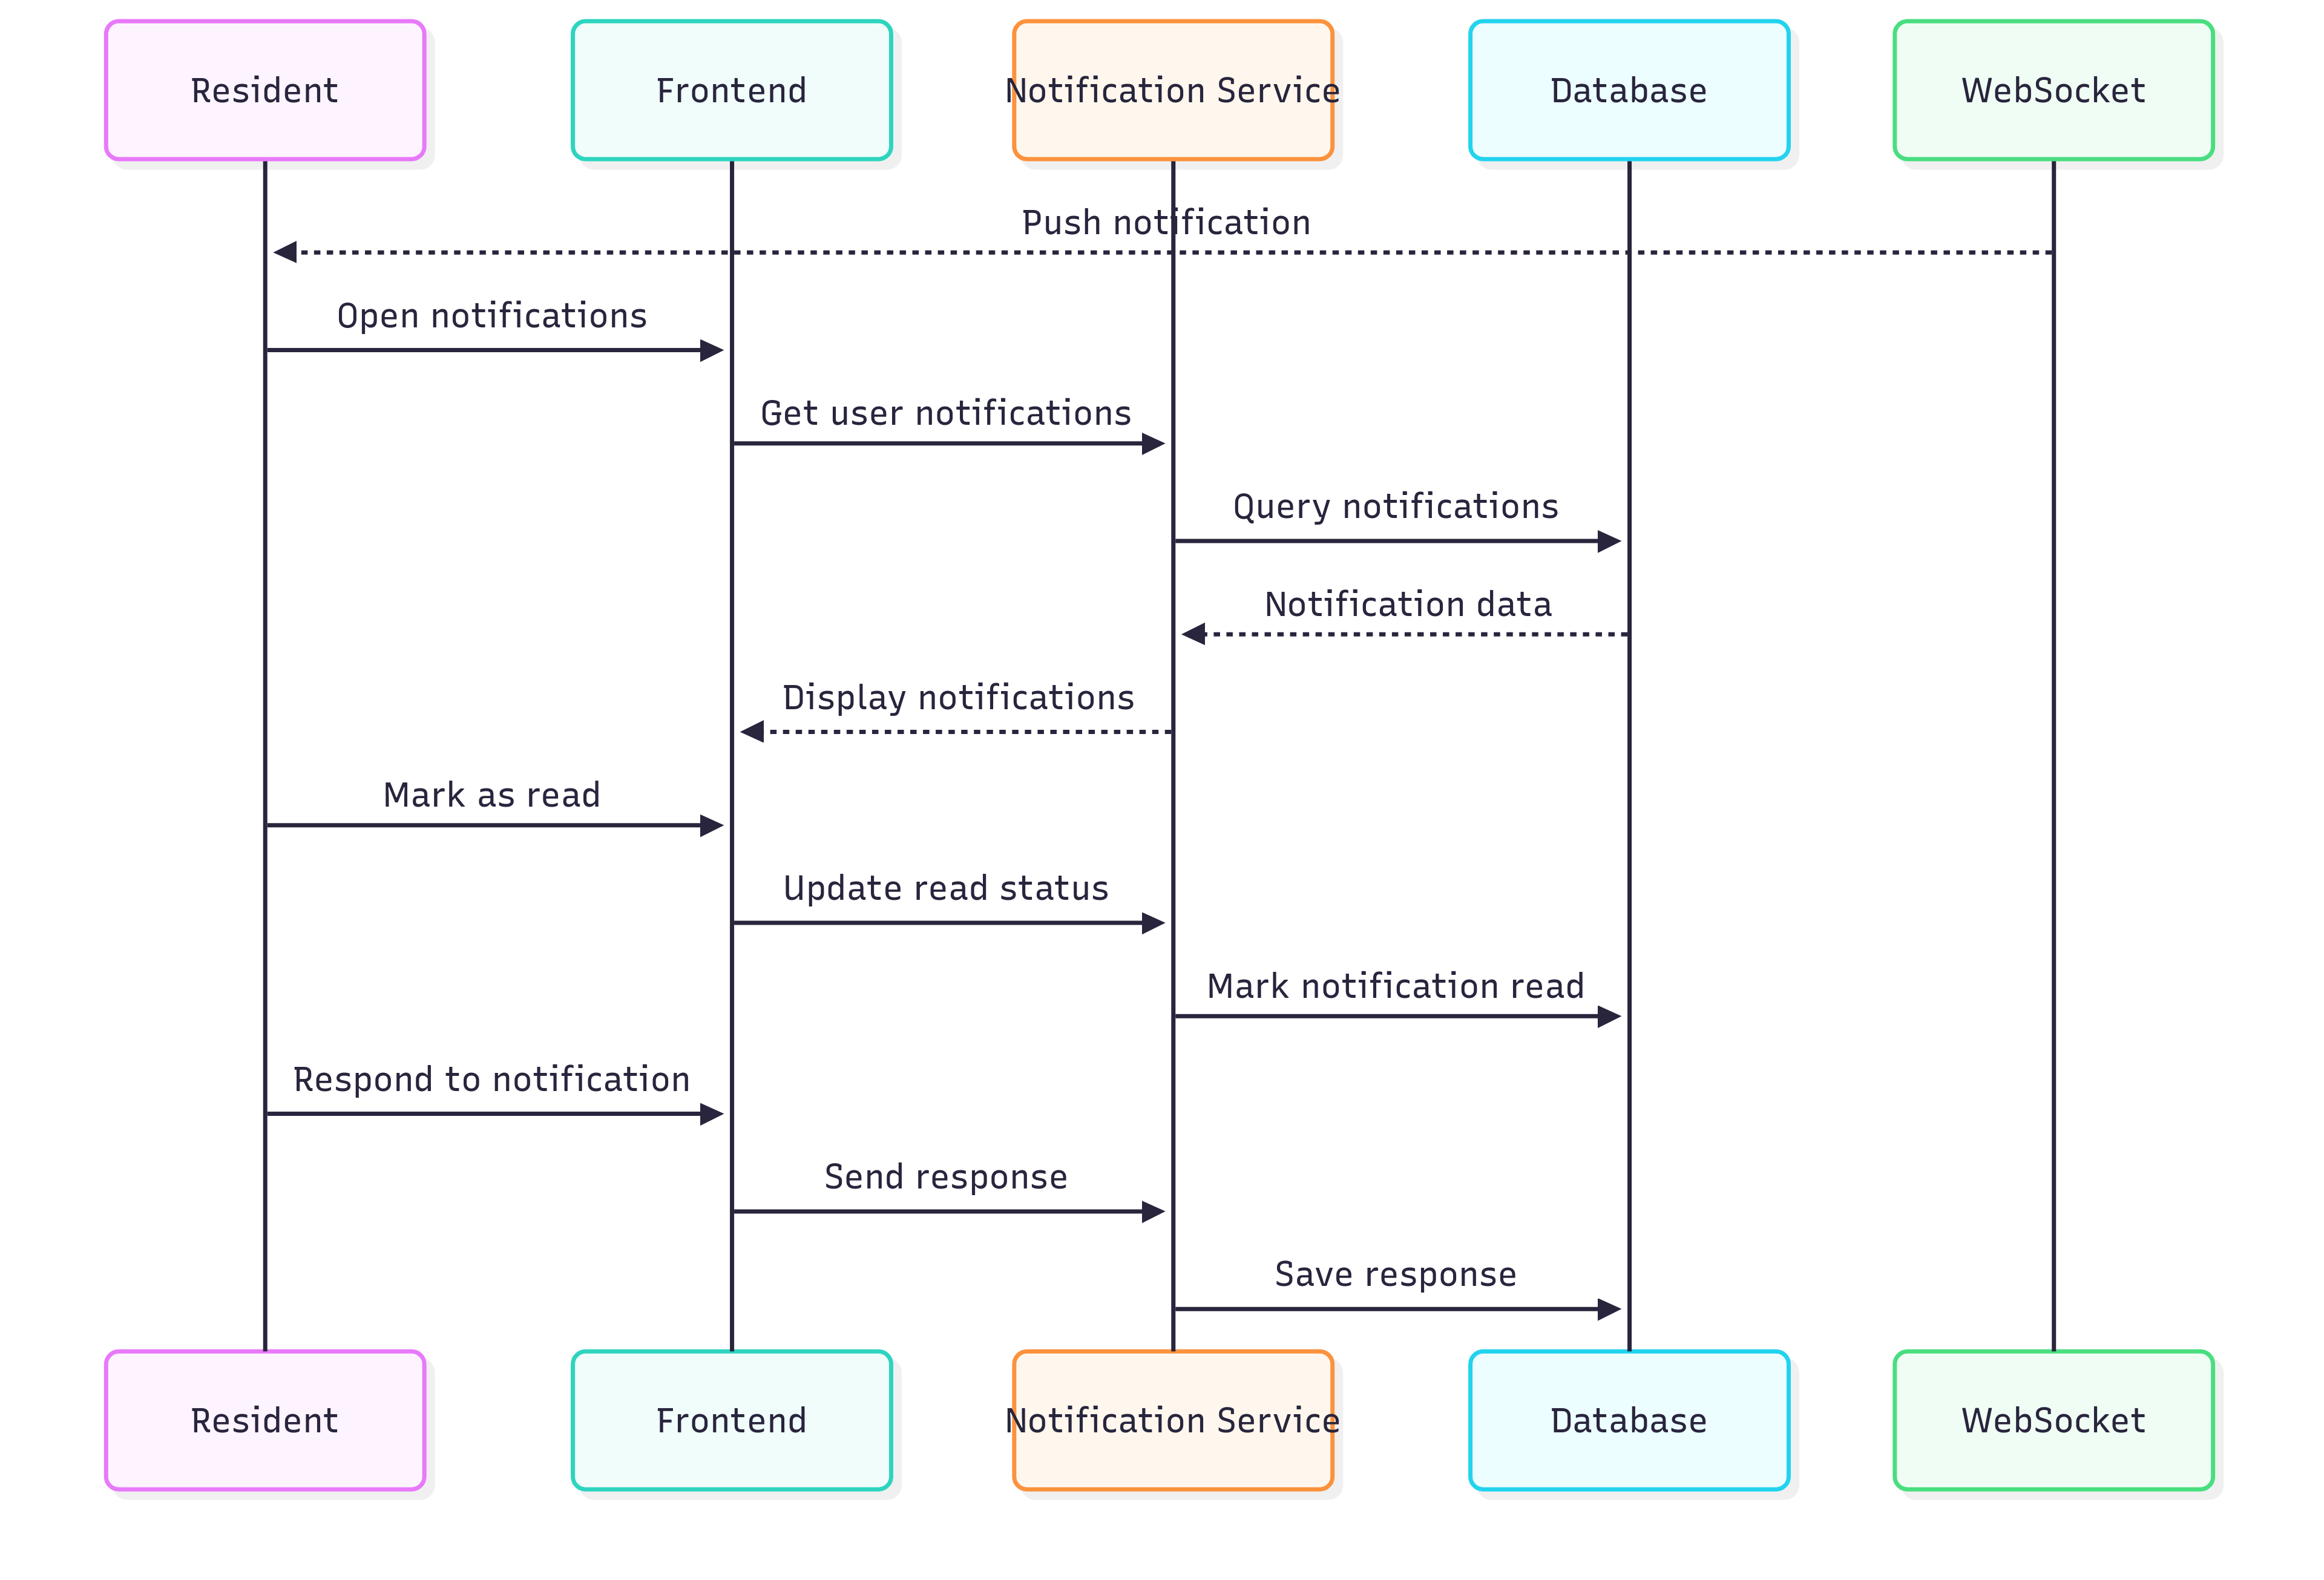 Resident
Frontend
Notification Service
Database
WebSocket
Push notification
Open notifications
Get user notifications
Query notifications
Notification data
Display notifications
Mark as read
Update read status
Mark notification read
Respond to notification
Send response
Save response
Resident
Frontend
Notification Service
Database
WebSocket